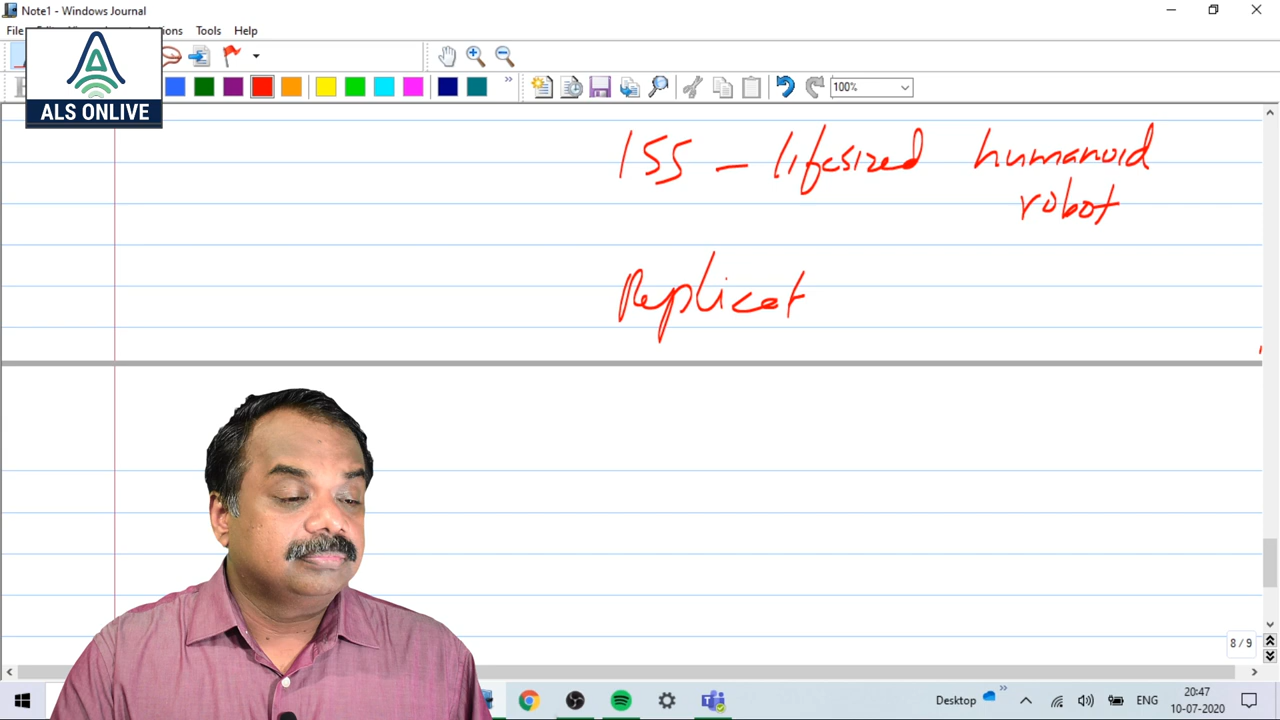 Note1 - Windows Journal
File
Tools
Help
ALS ONLIVE
100%
155 - lifesized humanoid
robot
Replicat
8 / 9
Desktop
ENG
20:47
10-07-2020